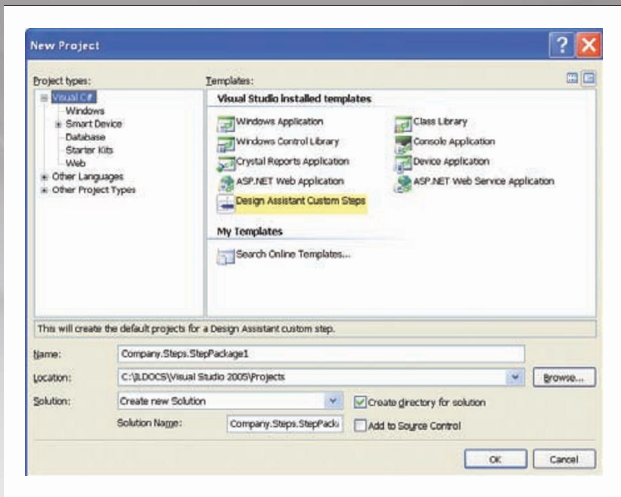 New Project
Project types:
Templates:
Visual C#
Windows
Smart Device
Database
Starter Kits
Web
Other Languages
Other Project Types
Visual Studio installed templates
Windows Application
Class Library
Windows Control Library
Console Application
Crystal Reports Application
Device Application
ASP.NET Web Application
ASP.NET Web Service Application
Design Assistant Custom Steps
My Templates
Search Online Templates...
This will create the default projects for a Design Assistant custom step.
Name:
Company.Steps.StepPackage1
Location:
C:\ILDOCS\Visual Studio 2005\Projects
Browse...
Solution:
Create new Solution
Create directory for solution
Solution Name:
Company.Steps.StepPack
Add to Source Control
OK
Cancel